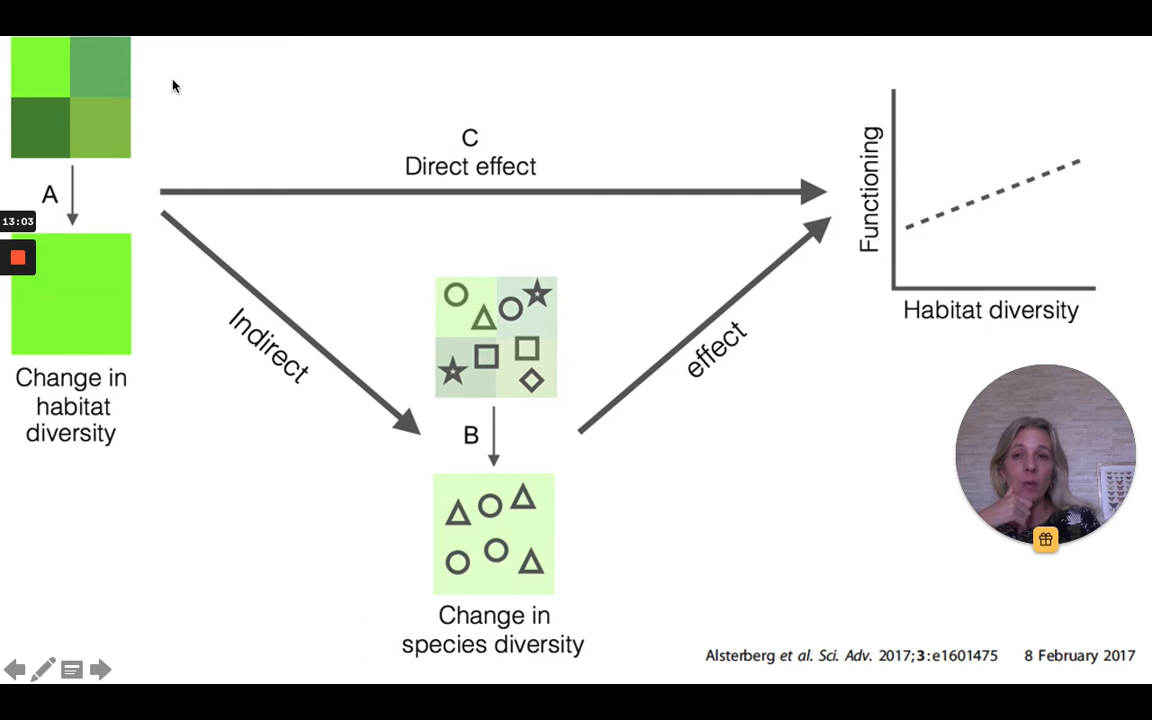 C
Direct effect
A
13:03
Functioning
Habitat diversity
Indirect
effect
Change in
habitat
diversity
B
Change in
species diversity
Alsterberg et al. Sci. Adv. 2017;3:e1601475 8 February 2017